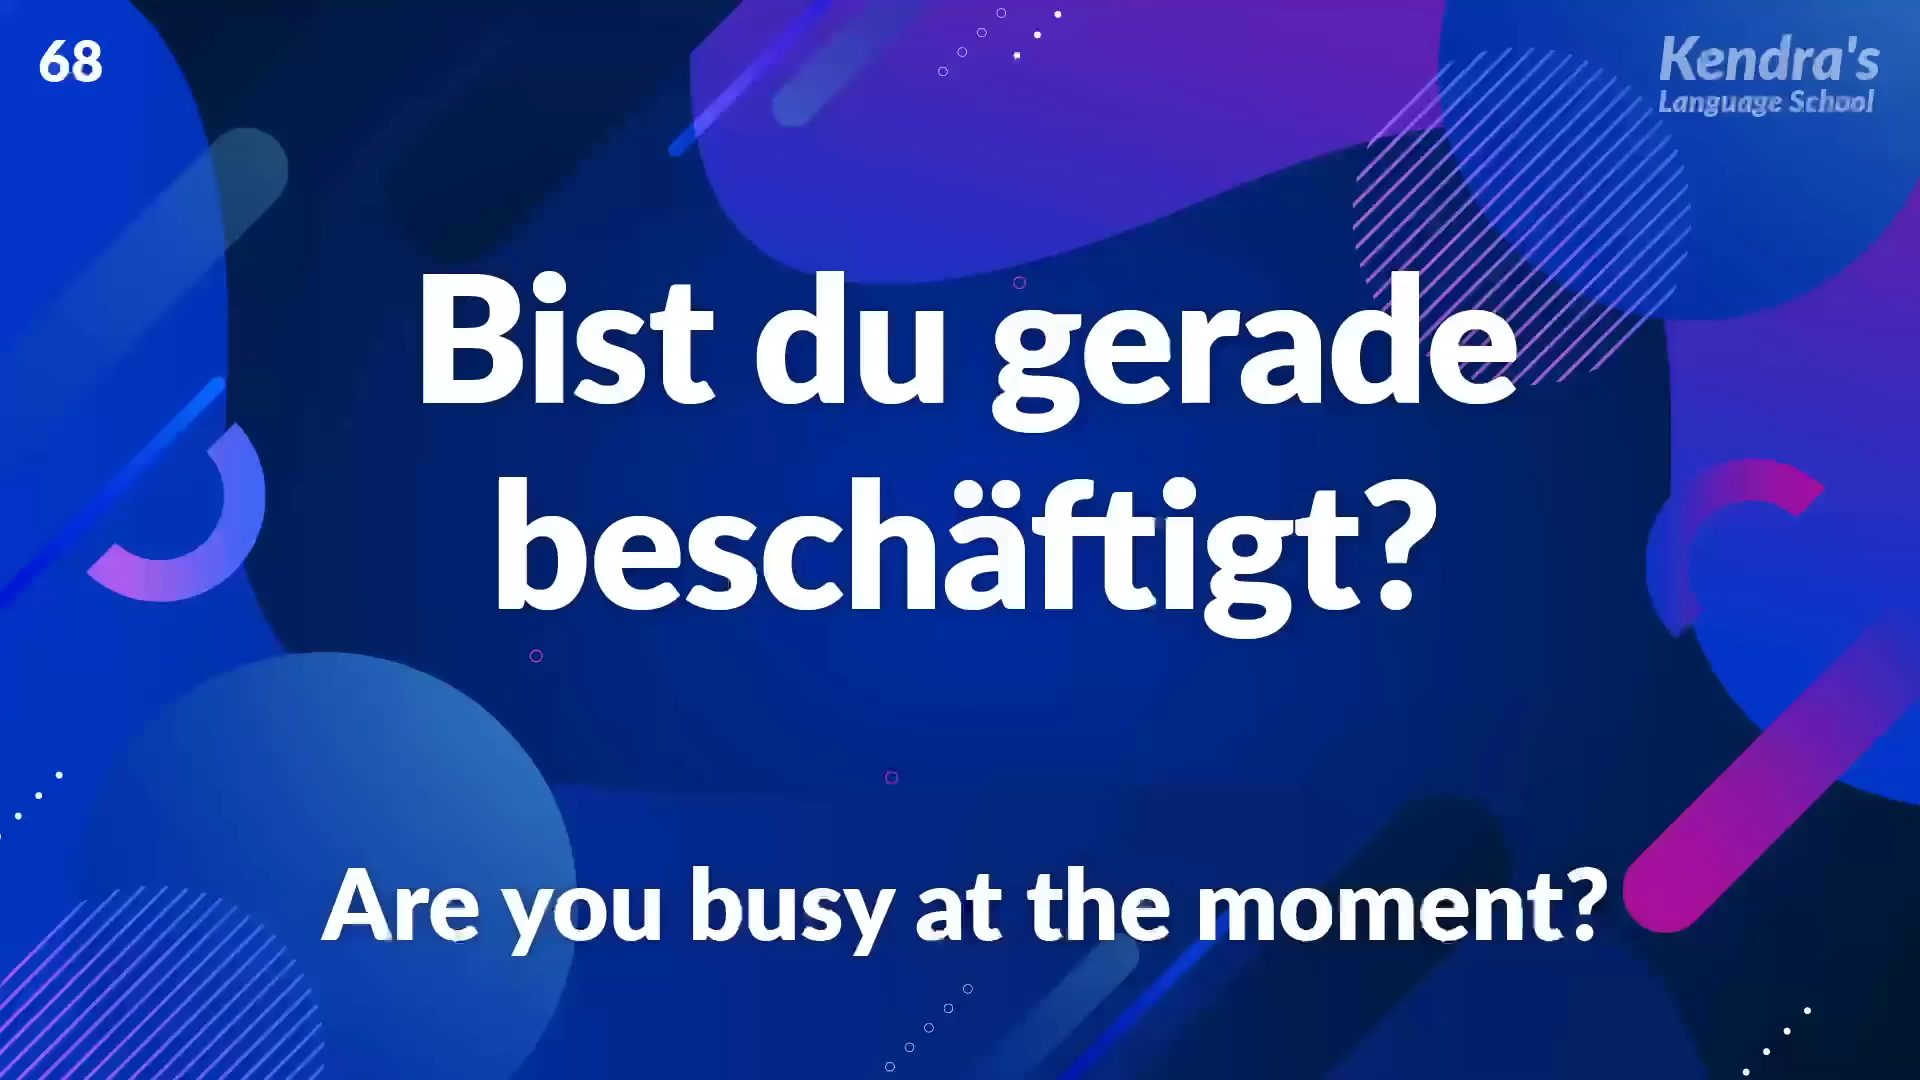 68
Kendra's
Language School
Bist du gerade
beschäftigt?
Are you busy at the moment?